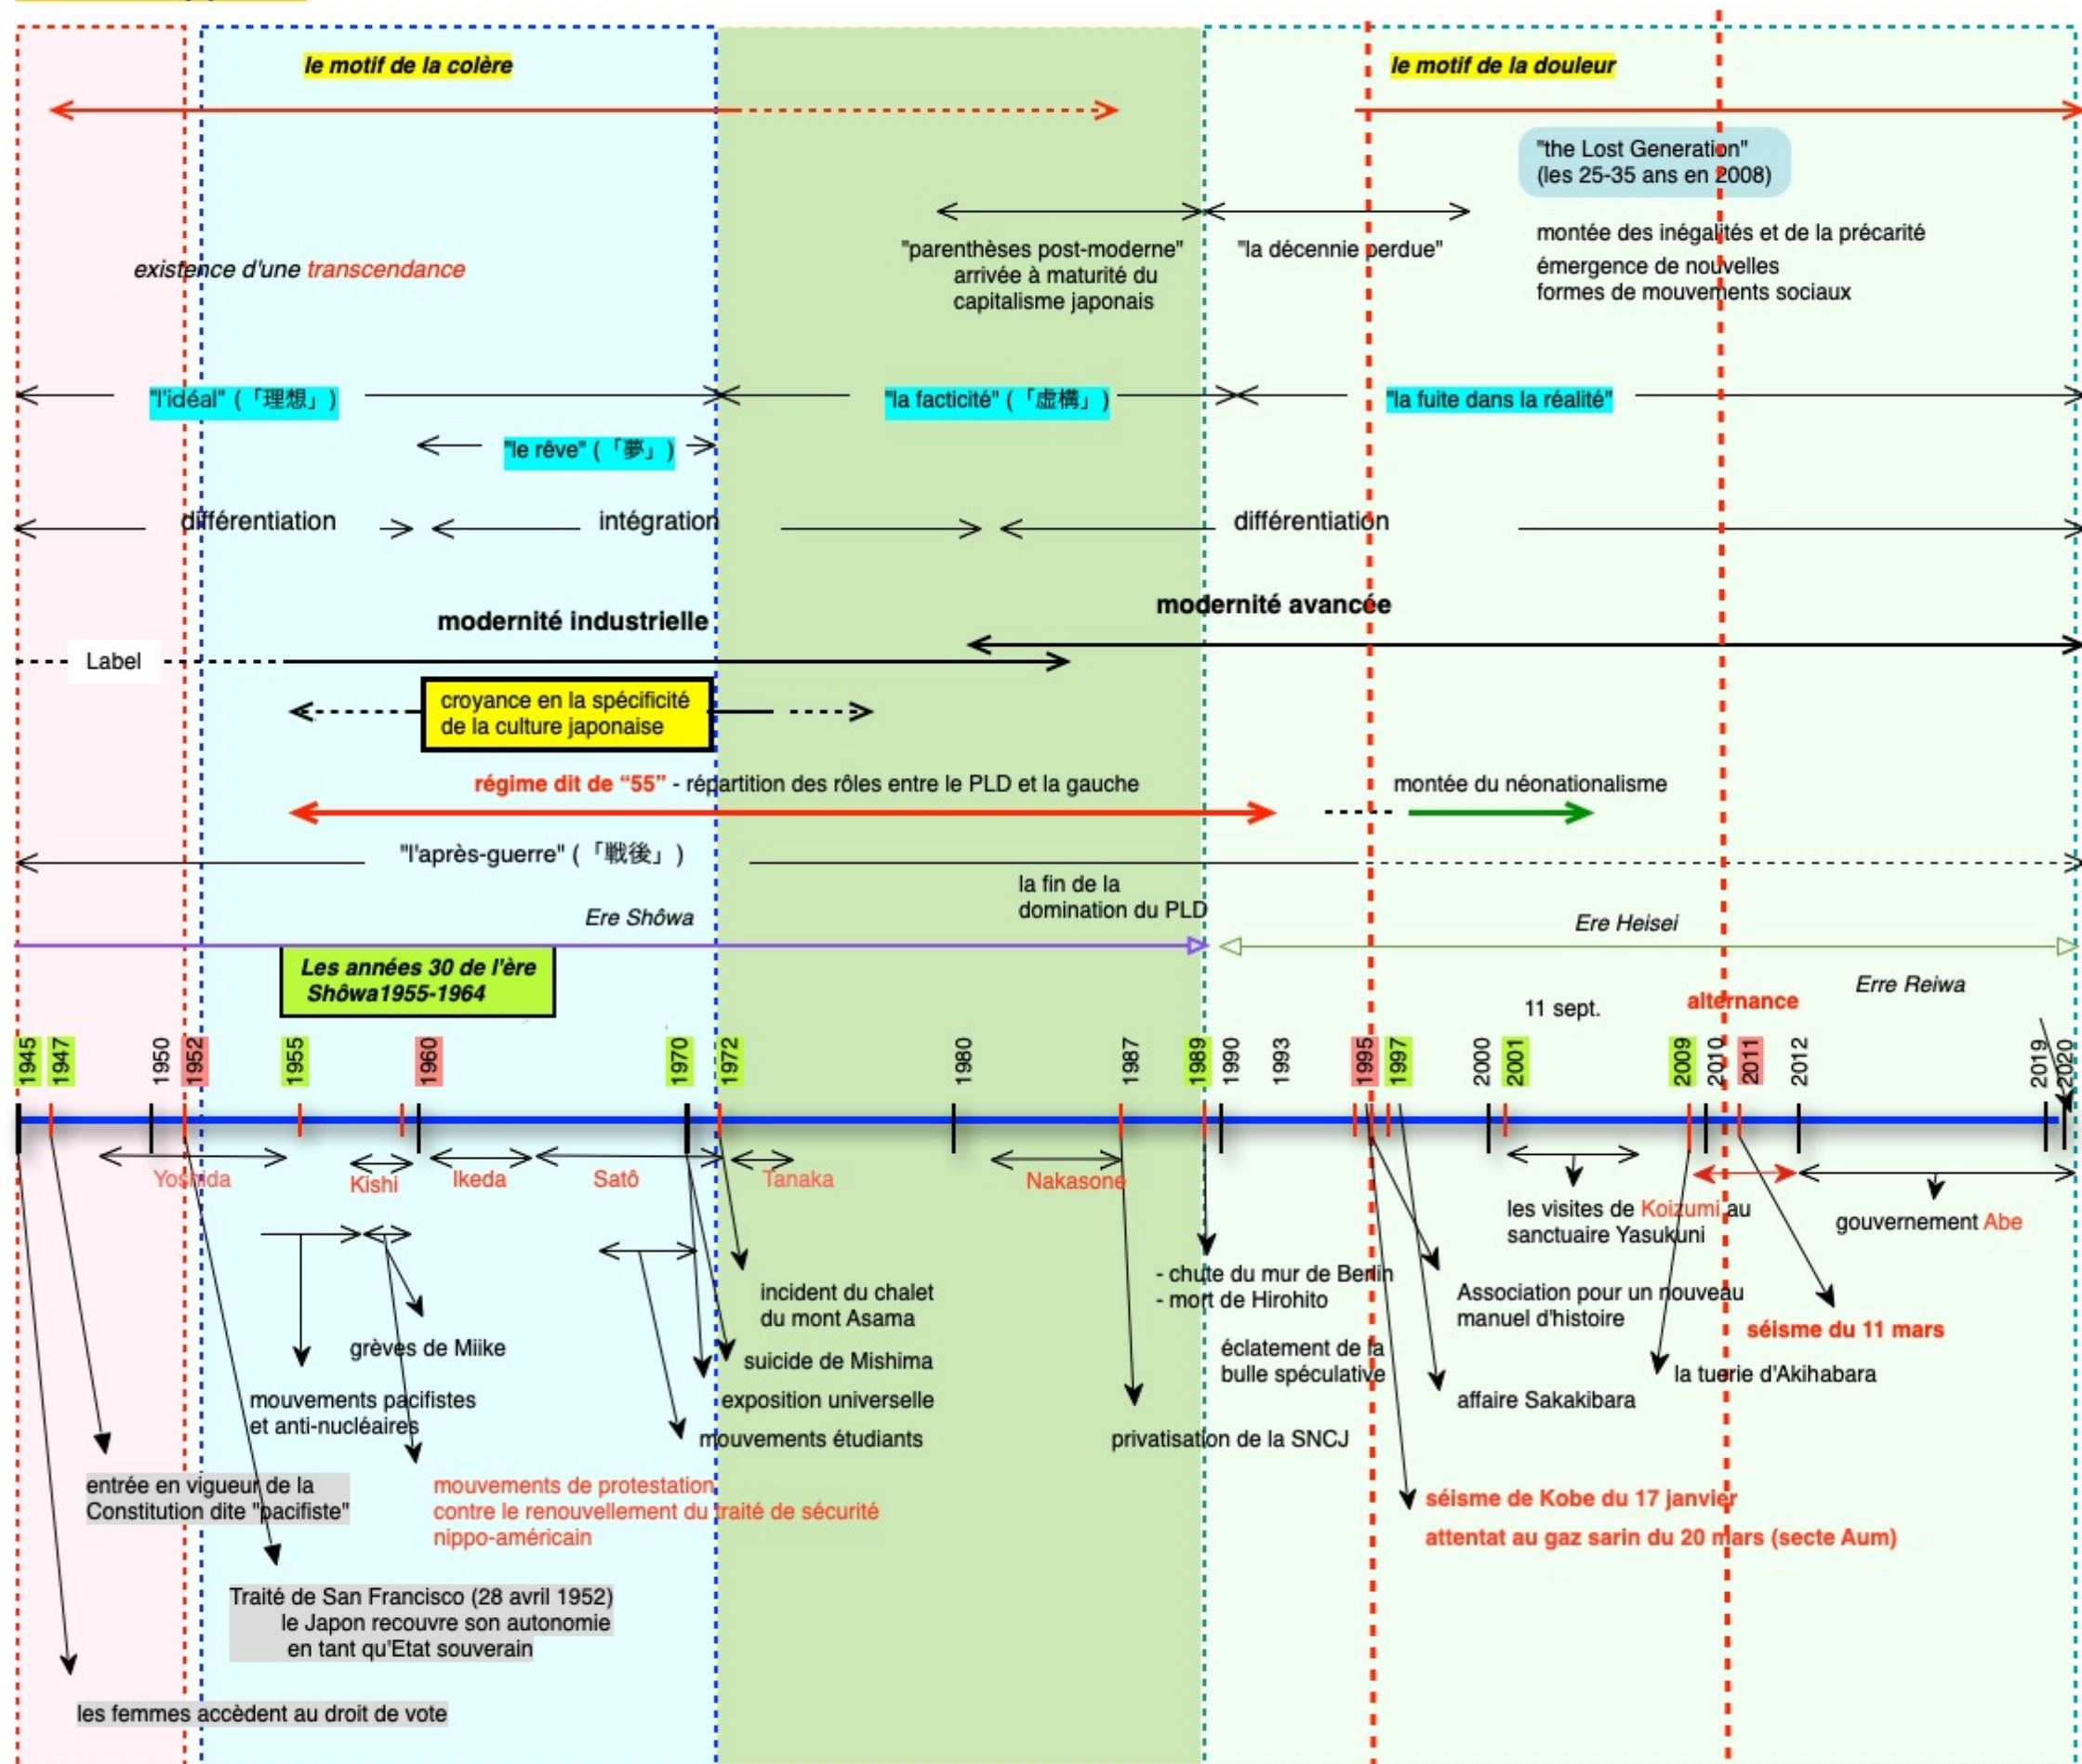 le motif de la colère
le motif de la douleur
"the Lost Generation"
(les 25-35 ans en 2008)
"parenthèses post-moderne"
arrivée à maturité du
capitalisme japonais
"la décennie perdue"
montée des inégalités et de la précarité
émergence de nouvelles
formes de mouvements sociaux
existence d'une transcendance
"l'idéal" (「理想」)
"la facticité" (「虚構」)
"la fuite dans la réalité"
"le rêve" (「夢」)
différentiation
intégration
différentiation
modernité industrielle
modernité avancée
Label
croyance en la spécificité
de la culture japonaise
régime dit de “55” - répartition des rôles entre le PLD et la gauche
montée du néonationalisme
"l'après-guerre" (「戦後」)
la fin de la
domination du PLD
Ere Shôwa
Ere Heisei
Les années 30 de l'ère
Shôwa1955-1964
Erre Reiwa
11 sept.
alternance
1945
1947
1950
1952
1955
1960
1970
1972
1980
1987
1989
1990
1993
1995
1997
2000
2001
2009
2010
2011
2012
2019
2020
Yoshida
Kishi
Ikeda
Satô
Tanaka
Nakasone
les visites de Koizumi au
sanctuaire Yasukuni
gouvernement Abe
incident du chalet
du mont Asama
- chute du mur de Berlin
- mort de Hirohito
Association pour un nouveau
manuel d'histoire
séisme du 11 mars
grèves de Miike
suicide de Mishima
éclatement de la
bulle spéculative
la tuerie d'Akihabara
mouvements pacifistes
et anti-nucléaires
exposition universelle
affaire Sakakibara
mouvements étudiants
privatisation de la SNCJ
entrée en vigueur de la
Constitution dite "pacifiste"
mouvements de protestation
contre le renouvellement du traité de sécurité
nippo-américain
séisme de Kobe du 17 janvier
attentat au gaz sarin du 20 mars (secte Aum)
Traité de San Francisco (28 avril 1952)
le Japon recouvre son autonomie
en tant qu'Etat souverain
les femmes accèdent au droit de vote